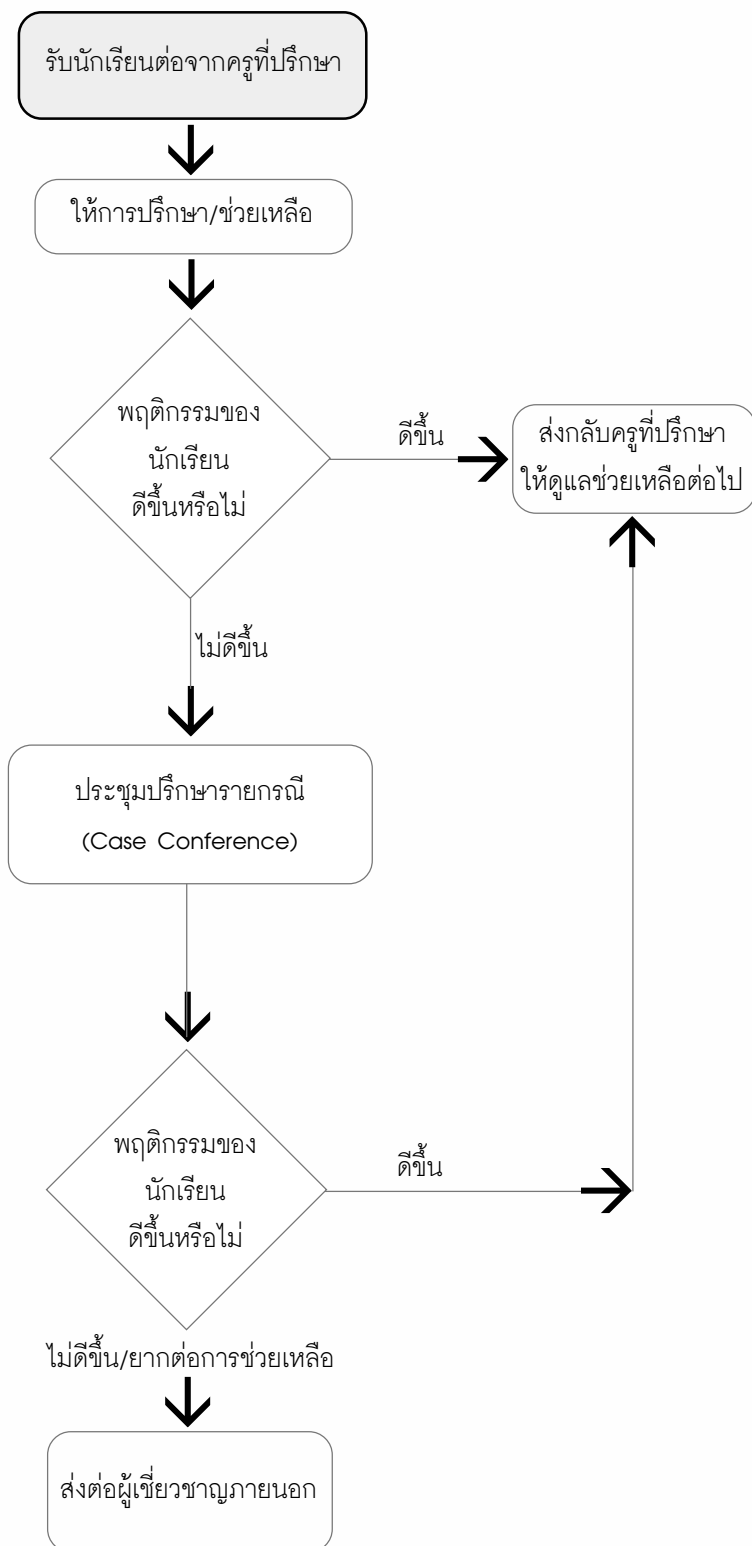 รับนักเรียนต่อจากครูที่ปรึกษา
ให้การปรึกษา/ช่วยเหลือ
พฤติกรรมของ
นักเรียน
ดีขึ้นหรือไม่
ดีขึ้น
ส่งกลับครูที่ปรึกษา
ให้ดูแลช่วยเหลือต่อไป
ไม่ดีขึ้น
ประชุมปรึกษารายกรณี
(Case Conference)
พฤติกรรมของ
นักเรียน
ดีขึ้นหรือไม่
ดีขึ้น
ไม่ดีขึ้น/ยากต่อการช่วยเหลือ
ส่งต่อผู้เชี่ยวชาญภายนอก